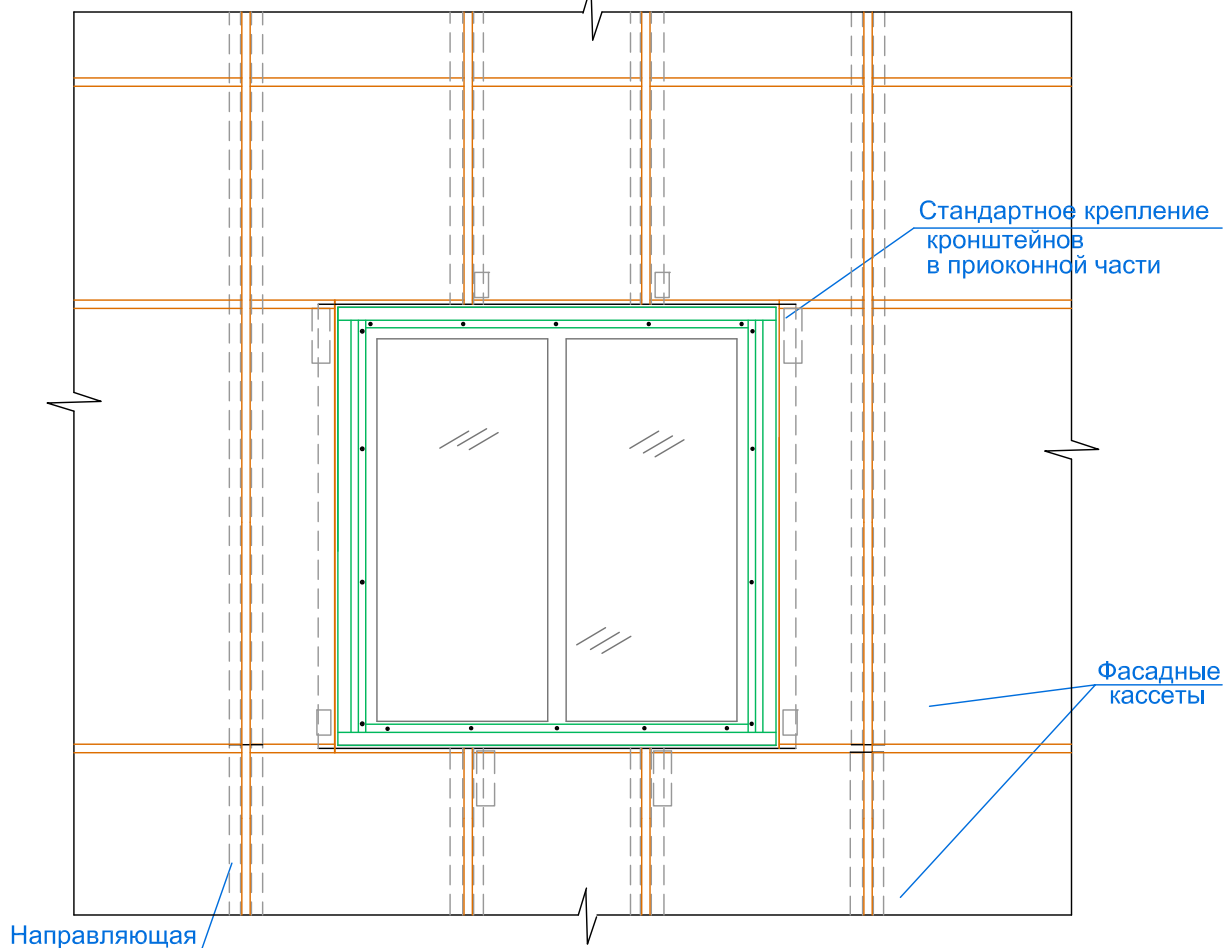 Стандартное крепление
кронштейнов
в приоконной части
Фасадные
кассеты
Направляющая